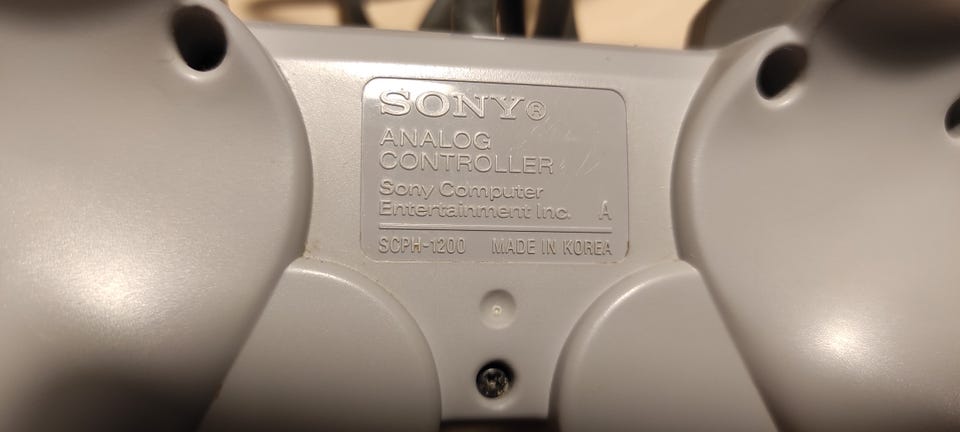 SONY®
ANALOG
CONTROLLER
Sony Computer
Entertainment Inc. A
SCPH-1200 MADE IN KOREA